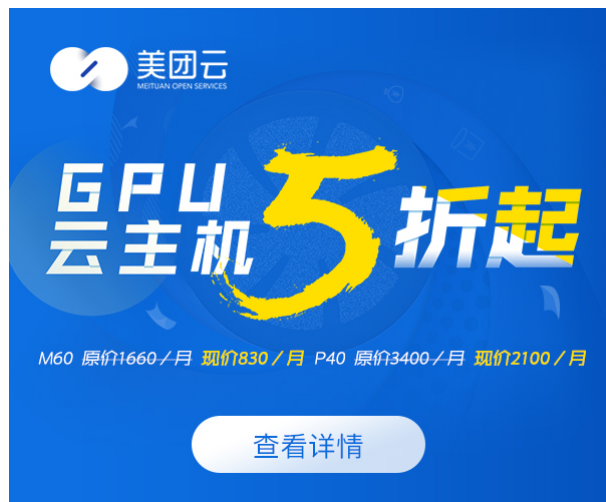 美团云
MEITUAN OPEN SERVICES
GPU
云主机
5折起
M60 原价1660/月 现价830/月 P40 原价3400/月 现价2100/月
查看详情